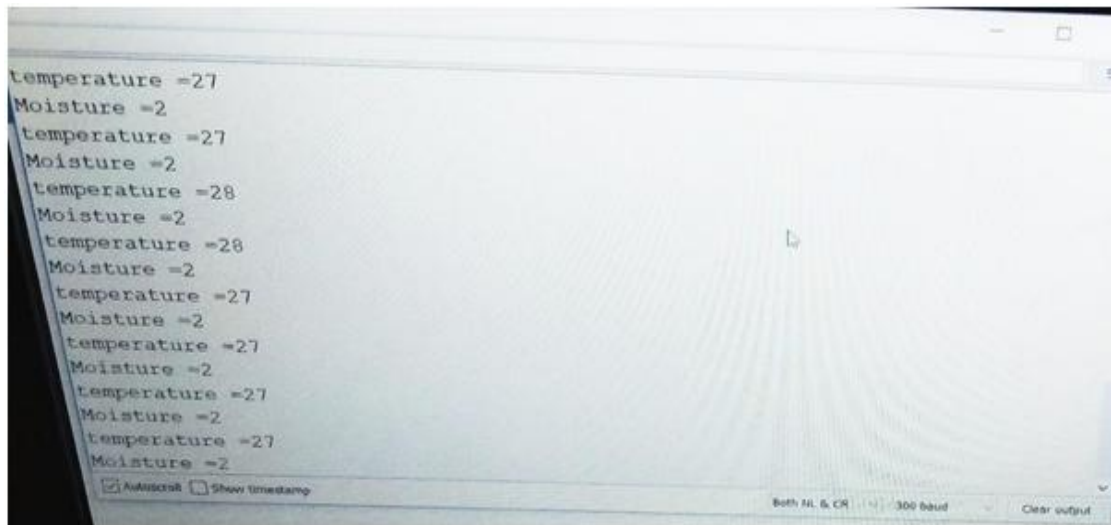 temperature =27
Moisture =2
temperature =27
Moisture =2
temperature =28
Moisture =2
temperature =28
Moisture =2
temperature =27
Moisture =2
temperature =27
Moisture =2
temperature =27
Moisture =2
temperature =27
Moisture =2
Autoscroll Show timestamp
Both NL & CR 300 baud Clear output